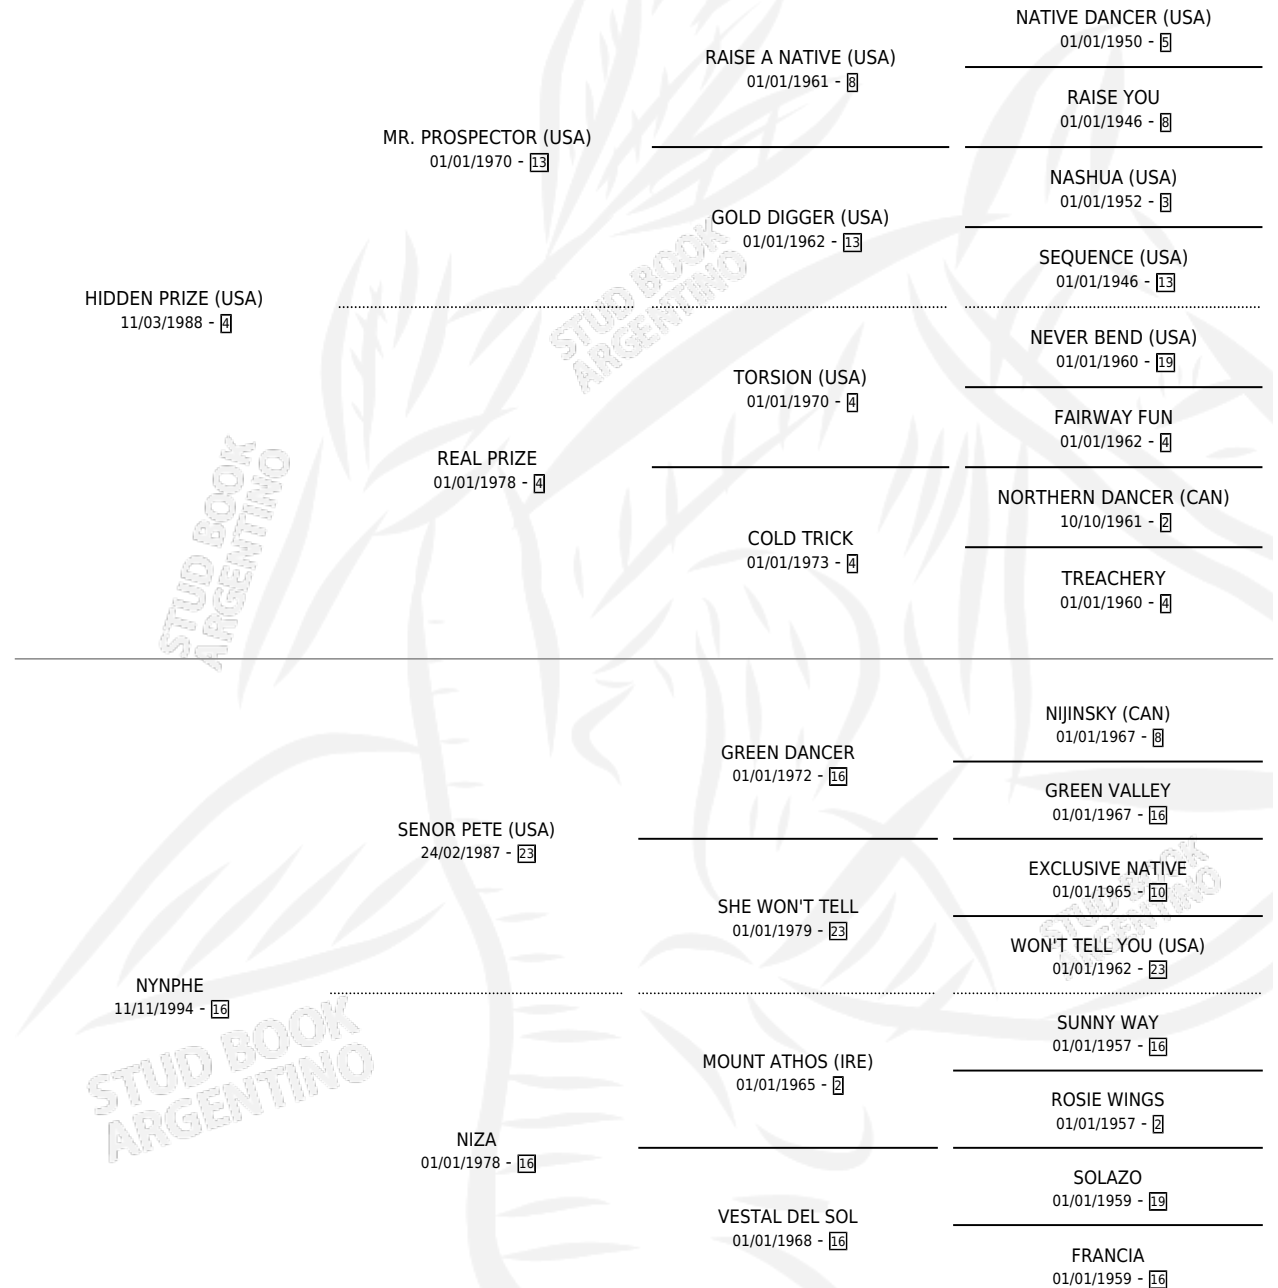 NATIVE DANCER (USA)
01/01/1950 - 5
RAISE A NATIVE (USA)
01/01/1961 - 8
RAISE YOU
01/01/1946 - 8
MR. PROSPECTOR (USA)
01/01/1970 - 13
NASHUA (USA)
01/01/1952 - 3
GOLD DIGGER (USA)
01/01/1962 - 13
SEQUENCE (USA)
01/01/1946 - 13
HIDDEN PRIZE (USA)
11/03/1988 - 4
STUD BOOK
ARGENTINO
NEVER BEND (USA)
01/01/1960 - 19
TORSION (USA)
01/01/1970 - 4
FAIRWAY FUN
01/01/1962 - 4
REAL PRIZE
01/01/1978 - 4
NORTHERN DANCER (CAN)
10/10/1961 - 2
COLD TRICK
01/01/1973 - 4
TREACHERY
01/01/1960 - 4
STUD BOOK
ARGENTINO
NIJINSKY (CAN)
01/01/1967 - 8
GREEN DANCER
01/01/1972 - 16
GREEN VALLEY
01/01/1967 - 16
SENOR PETE (USA)
24/02/1987 - 23
EXCLUSIVE NATIVE
01/01/1965 - 10
SHE WON'T TELL
01/01/1979 - 23
STUD BOOK
ARGENTINO
WON'T TELL YOU (USA)
01/01/1962 - 23
NYNPHE
11/11/1994 - 16
SUNNY WAY
01/01/1957 - 16
MOUNT ATHOS (IRE)
01/01/1965 - 2
STUD BOOK
ARGENTINO
ROSIE WINGS
01/01/1957 - 2
NIZA
01/01/1978 - 16
SOLAZO
01/01/1959 - 19
VESTAL DEL SOL
01/01/1968 - 16
FRANCIA
01/01/1959 - 16